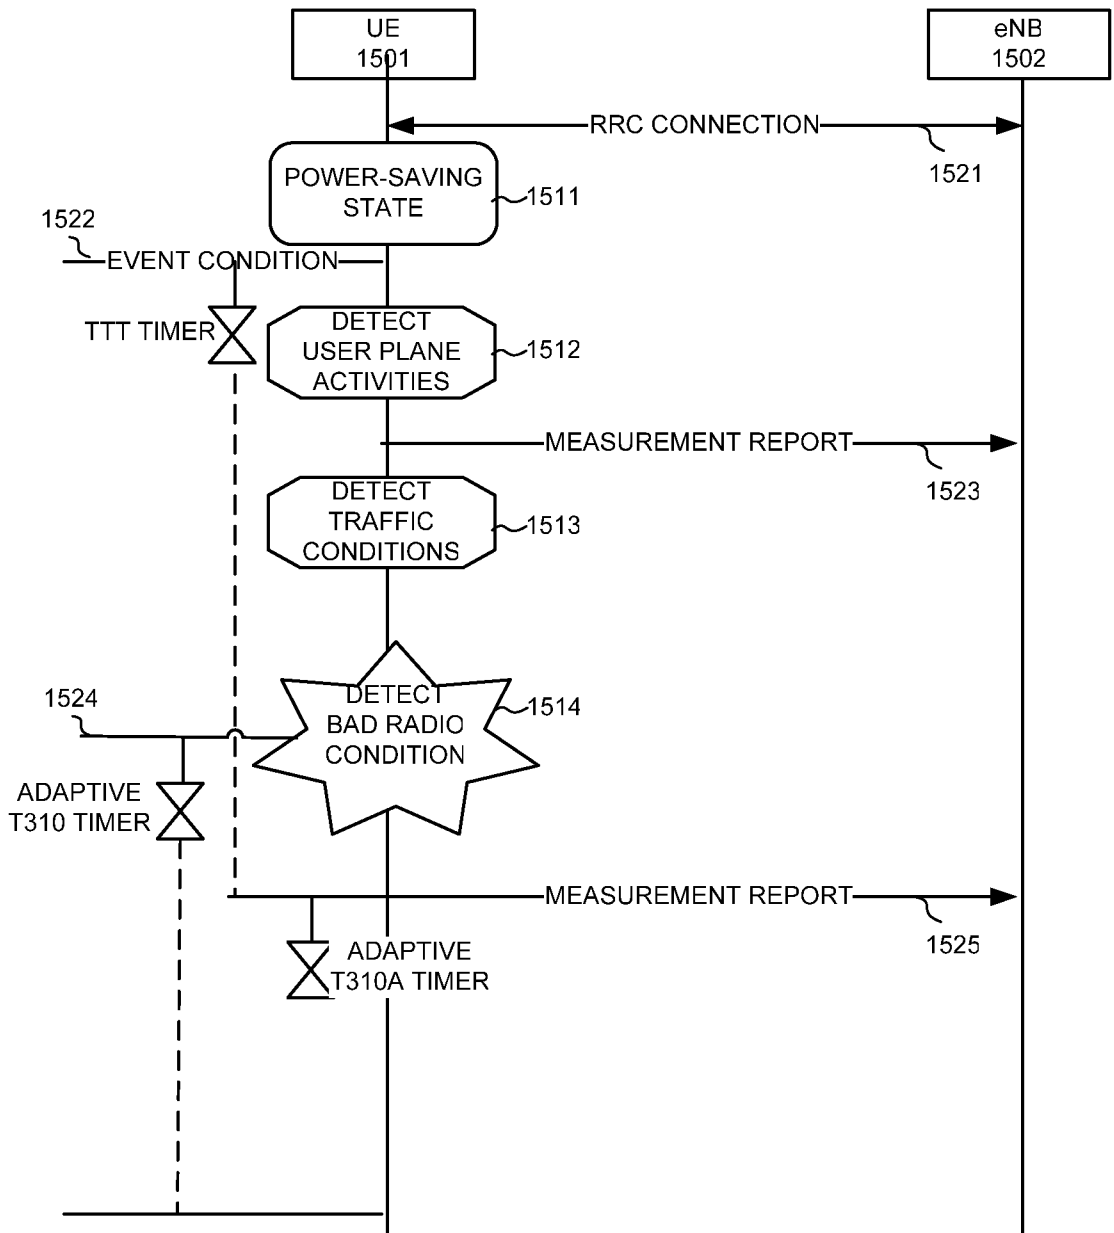 UE
1501
eNB
1502
RRC CONNECTION
1521
POWER-SAVING
STATE
1511
1522
EVENT CONDITION
TTT TIMER
DETECT
USER PLANE
ACTIVITIES
1512
MEASUREMENT REPORT
1523
DETECT
TRAFFIC
CONDITIONS
1513
1524
DETECT
BAD RADIO
CONDITION
1514
ADAPTIVE
T310 TIMER
MEASUREMENT REPORT
1525
ADAPTIVE
T310A TIMER